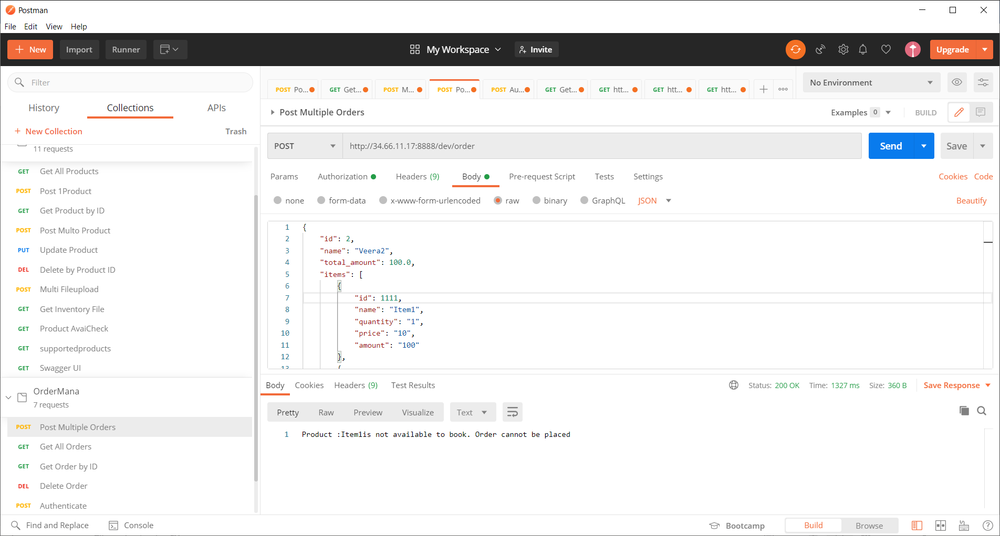 Postman
File Edit View Help
New Import Runner My Workspace Invite Upgrade
Filter
History Collections APIs
+ New Collection Trash
11 requests
GET Get All Products
POST Post 1Product
GET Get Product by ID
POST Post Multo Product
PUT Update Product
DEL Delete by Product ID
POST Multi Fileupload
GET Get Inventory File
GET Product AvaiCheck
GET supportedproducts
GET Swagger UI
OrderMana
7 requests
POST Post Multiple Orders
GET Get All Orders
GET Get Order by ID
DEL Delete Order
POST Authenticate
POST Po... GET Get... POST M... POST Po... POST Au... GET Get... GET htt... GET htt... GET htt...
No Environment
Post Multiple Orders Examples 0 BUILD
POST http://34.66.11.17:8888/dev/order Send Save
Params Authorization Headers (9) Body Pre-request Script Tests Settings Cookies Code
none form-data x-www-form-urlencoded raw binary GraphQL JSON Beautify
1 {
2 "id": 2,
3 "name": "Veera2",
4 "total_amount": 100.0,
5 "items": [
6 {
7 "id": 1111,
8 "name": "Item1",
9 "quantity": "1",
10 "price": "10",
11 "amount": "100"
12 },
13 {
Body Cookies Headers (9) Test Results Status: 200 OK Time: 1327 ms Size: 360 B Save Response
Pretty Raw Preview Visualize Text
1 Product :Item1is not available to book. Order cannot be placed
Find and Replace Console Bootcamp Build Browse